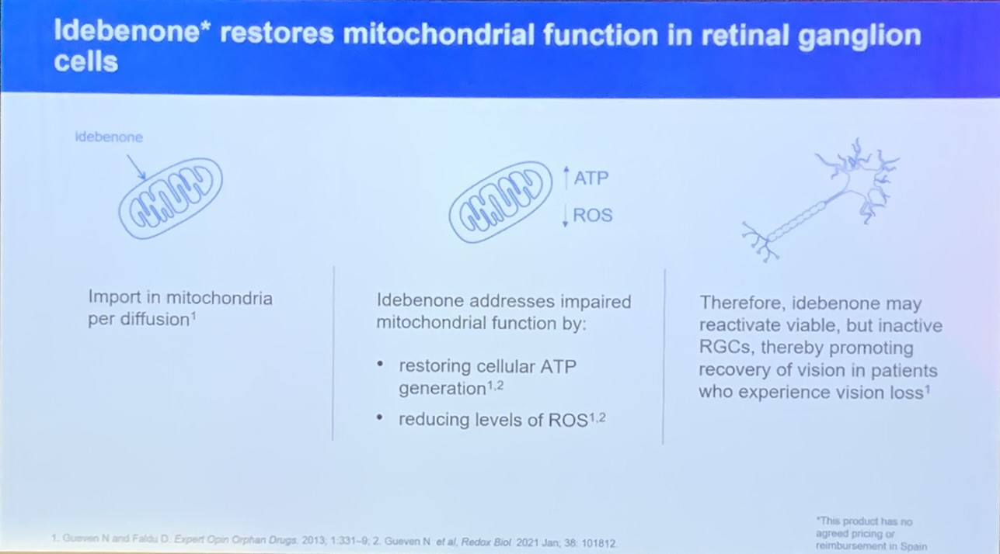 Idebenone* restores mitochondrial function in retinal ganglion
cells
idebenone
ATP
ROS
Import in mitochondria
per diffusion¹
Idebenone addresses impaired
mitochondrial function by:
• restoring cellular ATP
generation¹,²
• reducing levels of ROS¹,²
Therefore, idebenone may
reactivate viable, but inactive
RGCs, thereby promoting
recovery of vision in patients
who experience vision loss¹
1. Gueven N and Faldu D. Expert Opin Orphan Drugs. 2013; 1:331–9; 2. Gueven N. et al, Redox Biol. 2021 Jan; 38: 101812.
*This product has no
agreed pricing or
reimbursement in Spain